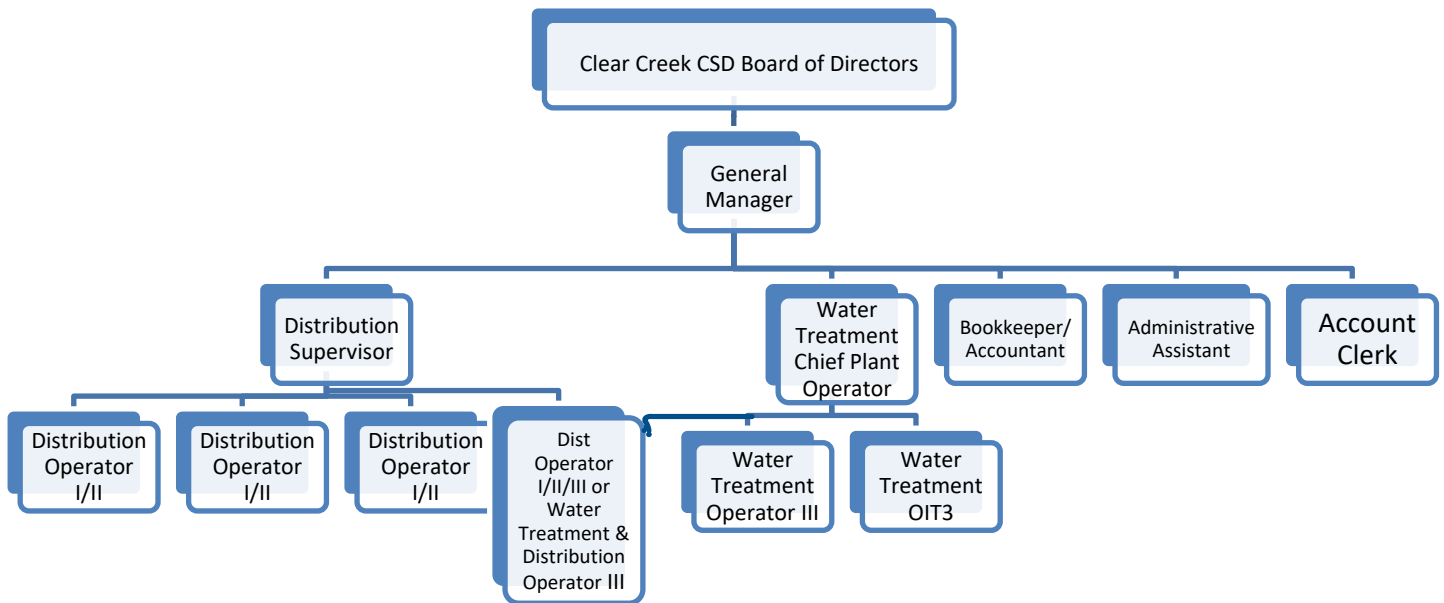 Clear Creek CSD Board of Directors
General
Manager
Distribution
Supervisor
Water
Treatment
Chief Plant
Operator
Bookkeeper/
Accountant
Administrative
Assistant
Account
Clerk
Distribution
Operator
I/II
Distribution
Operator
I/II
Distribution
Operator
I/II
Dist
Operator
I/II/III or
Water
Treatment &
Distribution
Operator III
Water
Treatment
Operator III
Water
Treatment
OIT3